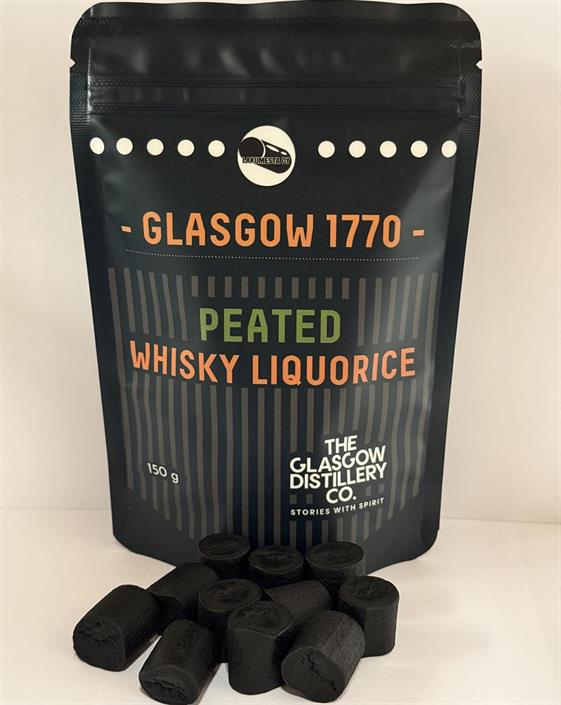 LAKUMESTA OY
- GLASGOW 1770 -
PEATED
WHISKY LIQUORICE
150 g
THE
GLASGOW
DISTILLERY
CO.
STORIES WITH SPIRIT